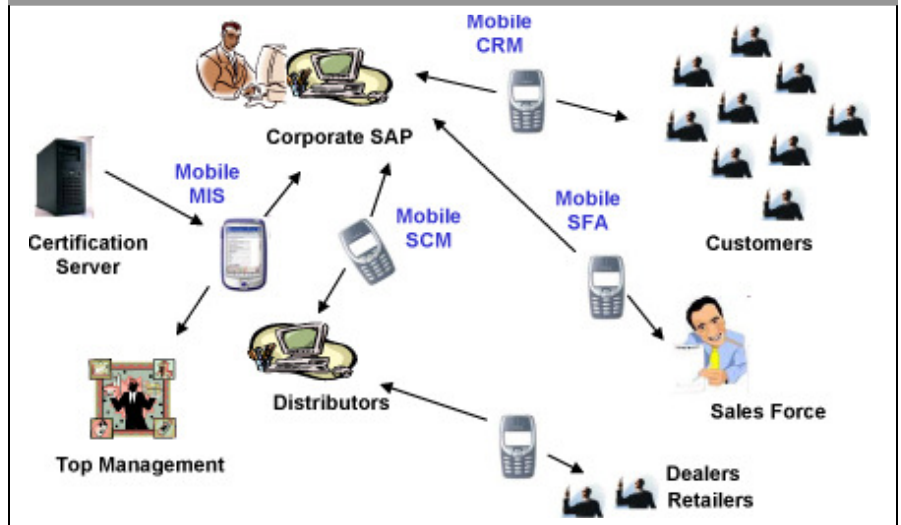 Mobile
CRM
Corporate SAP
Mobile
MIS
Mobile
SCM
Mobile
SFA
Certification
Server
Customers
Distributors
Sales Force
Top Management
Dealers
Retailers